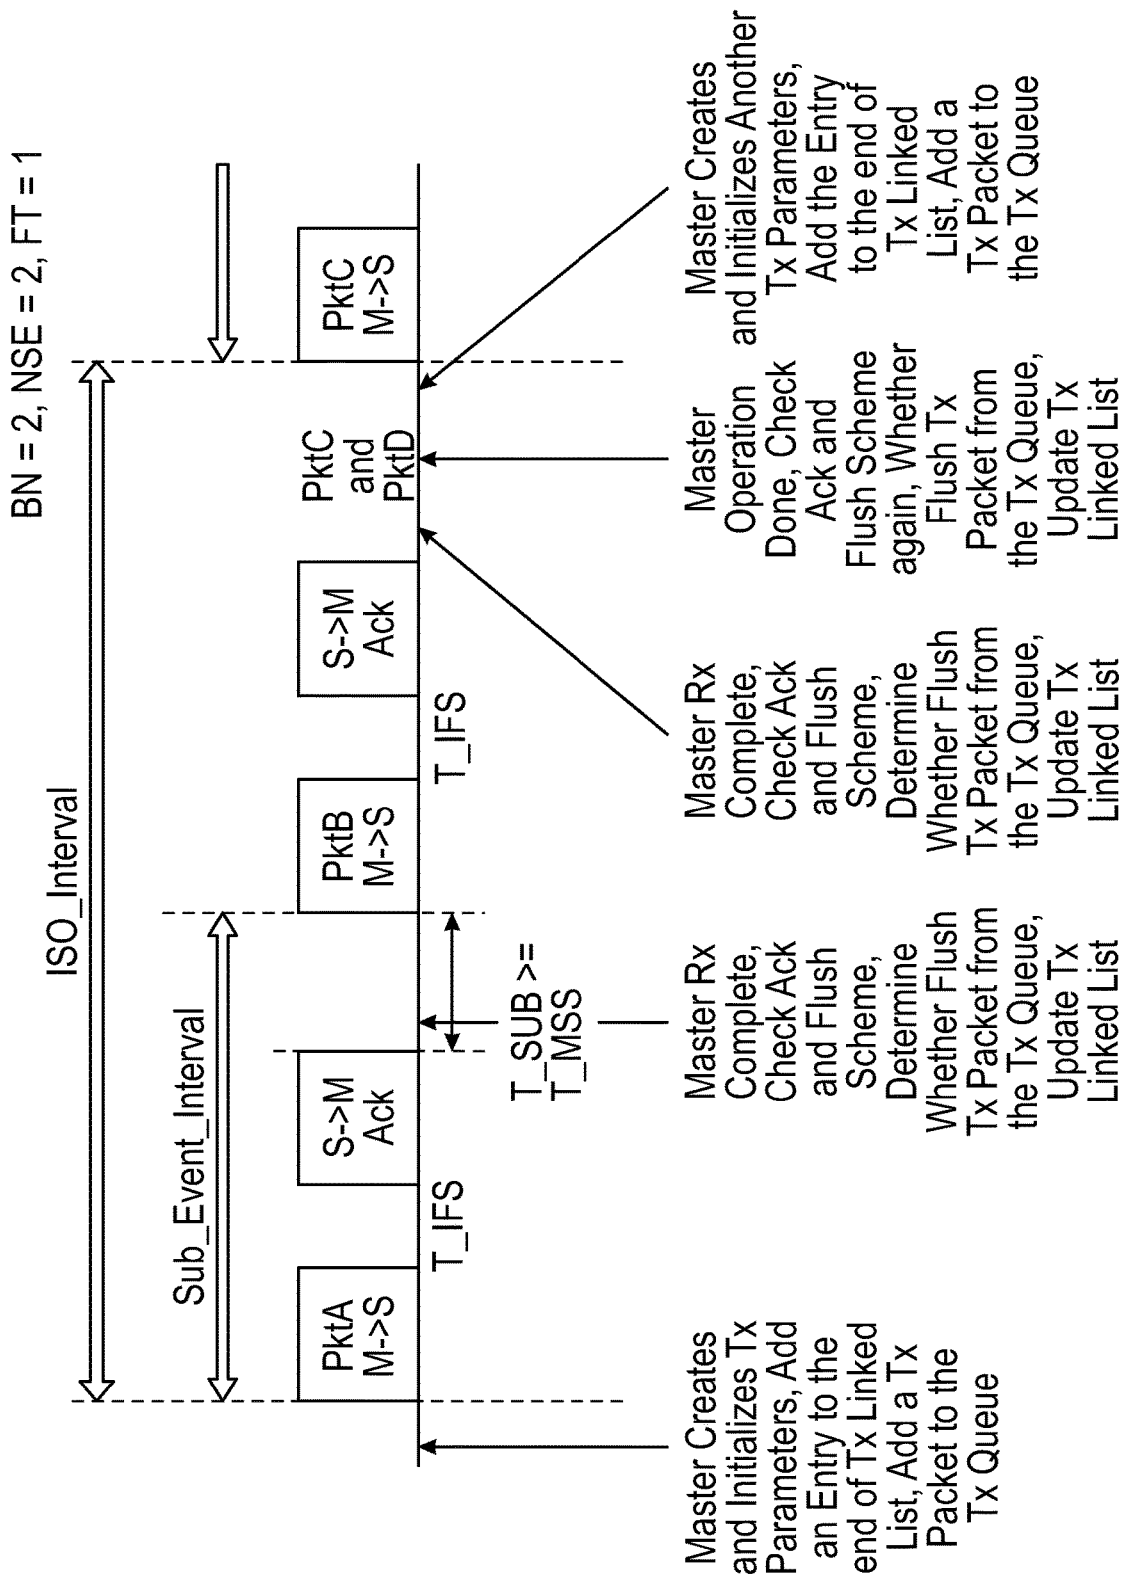 BN = 2, NSE = 2, FT = 1
ISO_Interval
Sub_Event_Interval
PktA
M->S
S->M
Ack
PktB
M->S
S->M
Ack
PktC
and
PktD
PktC
M->S
T_IFS
T_SUB >=
T_MSS
T_IFS
Master Creates
and Initializes Tx
Parameters, Add
an Entry to the
end of Tx Linked
List, Add a Tx
Packet to the
Tx Queue
Master Rx
Complete,
Check Ack
and Flush
Scheme,
Determine
Whether Flush
Tx Packet from
the Tx Queue,
Update Tx
Linked List
Master Rx
Complete,
Check Ack
and Flush
Scheme,
Determine
Whether Flush
Tx Packet from
the Tx Queue,
Update Tx
Linked List
Master
Operation
Done, Check
Ack and
Flush Scheme
again, Whether
Flush Tx
Packet from
the Tx Queue,
Update Tx
Linked List
Master Creates
and Initializes Another
Tx Parameters,
Add the Entry
to the end of
Tx Linked
List, Add a
Tx Packet to
the Tx Queue